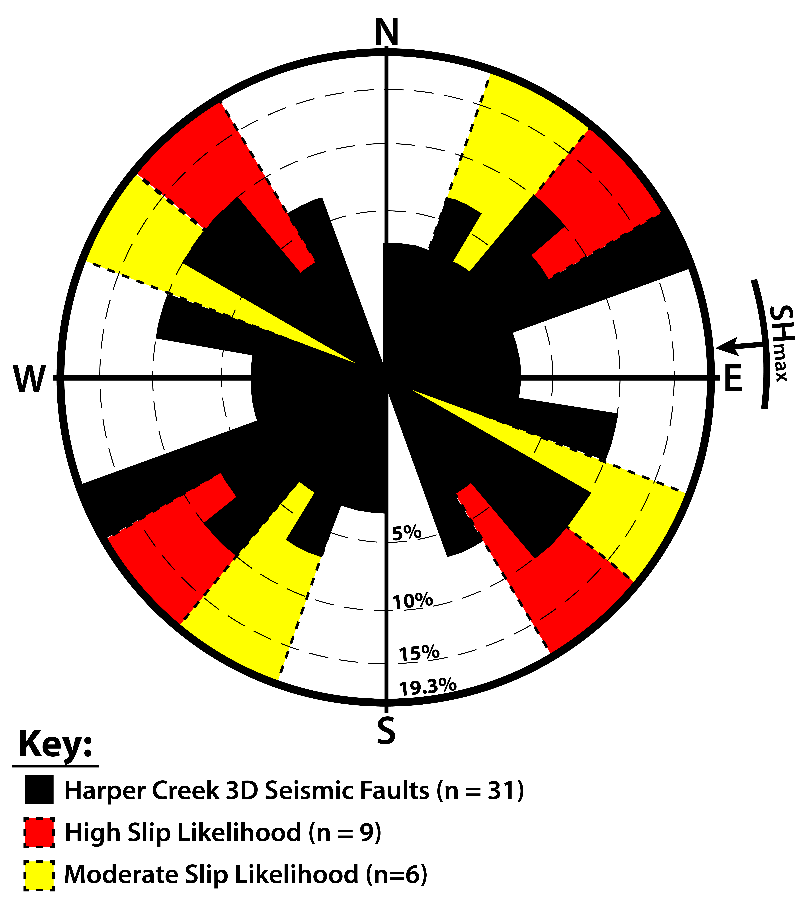 N
SHmax
W
E
5%
10%
15%
19.3%
S
Key:
Harper Creek 3D Seismic Faults (n = 31)
High Slip Likelihood (n = 9)
Moderate Slip Likelihood (n=6)